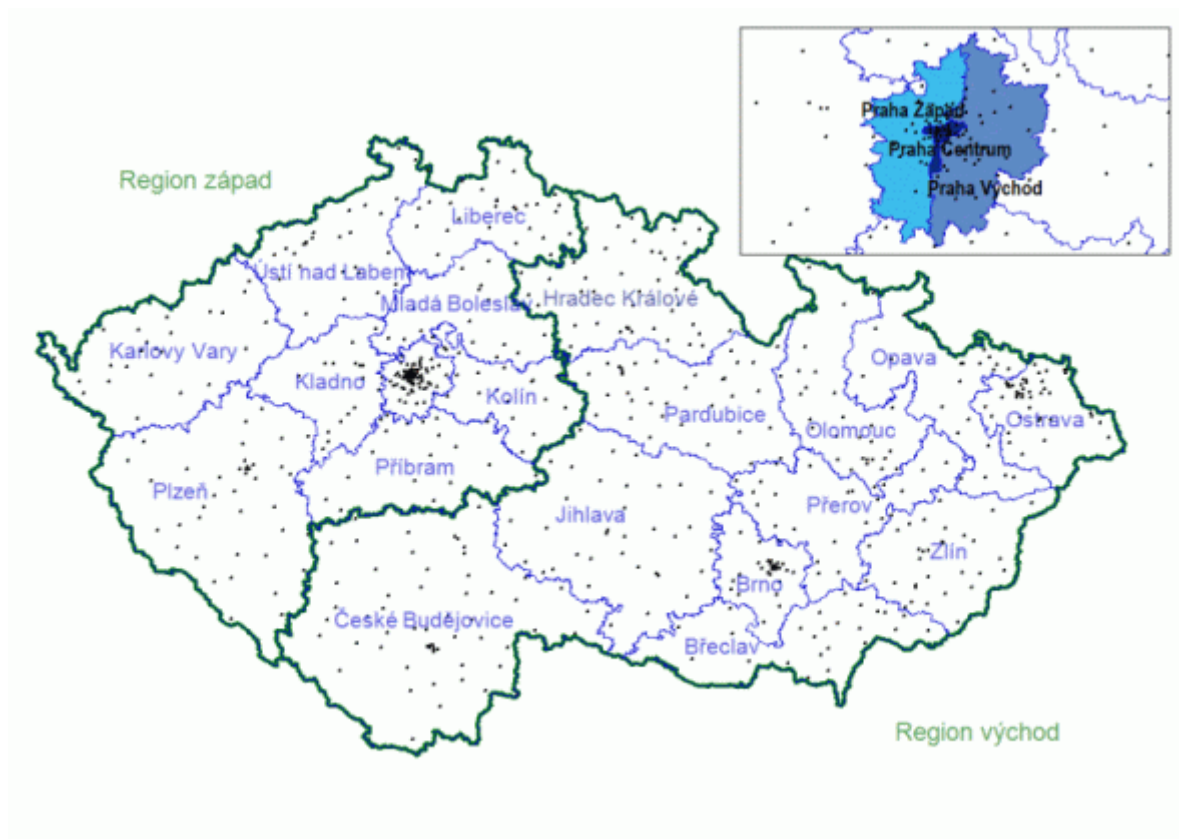 Praha Západ
Praha Centrum
Praha Východ
Region západ
Liberec
Ústí nad Labem
Mladá Boleslav
Hradec Králové
Karlovy Vary
Kladno
Kolín
Opava
Pardubice
Olomouc
Ostrava
Příbram
Plzeň
Jihlava
Přerov
Zlín
Brno
České Budějovice
Břeclav
Region východ